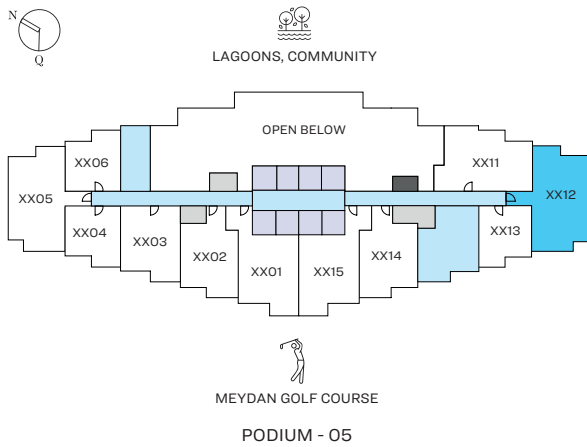 N
Q
LAGOONS, COMMUNITY
OPEN BELOW
XX06
XX11
XX05
XX12
XX04
XX03
XX02
XX01
XX15
XX14
XX13
MEYDAN GOLF COURSE
PODIUM - 05